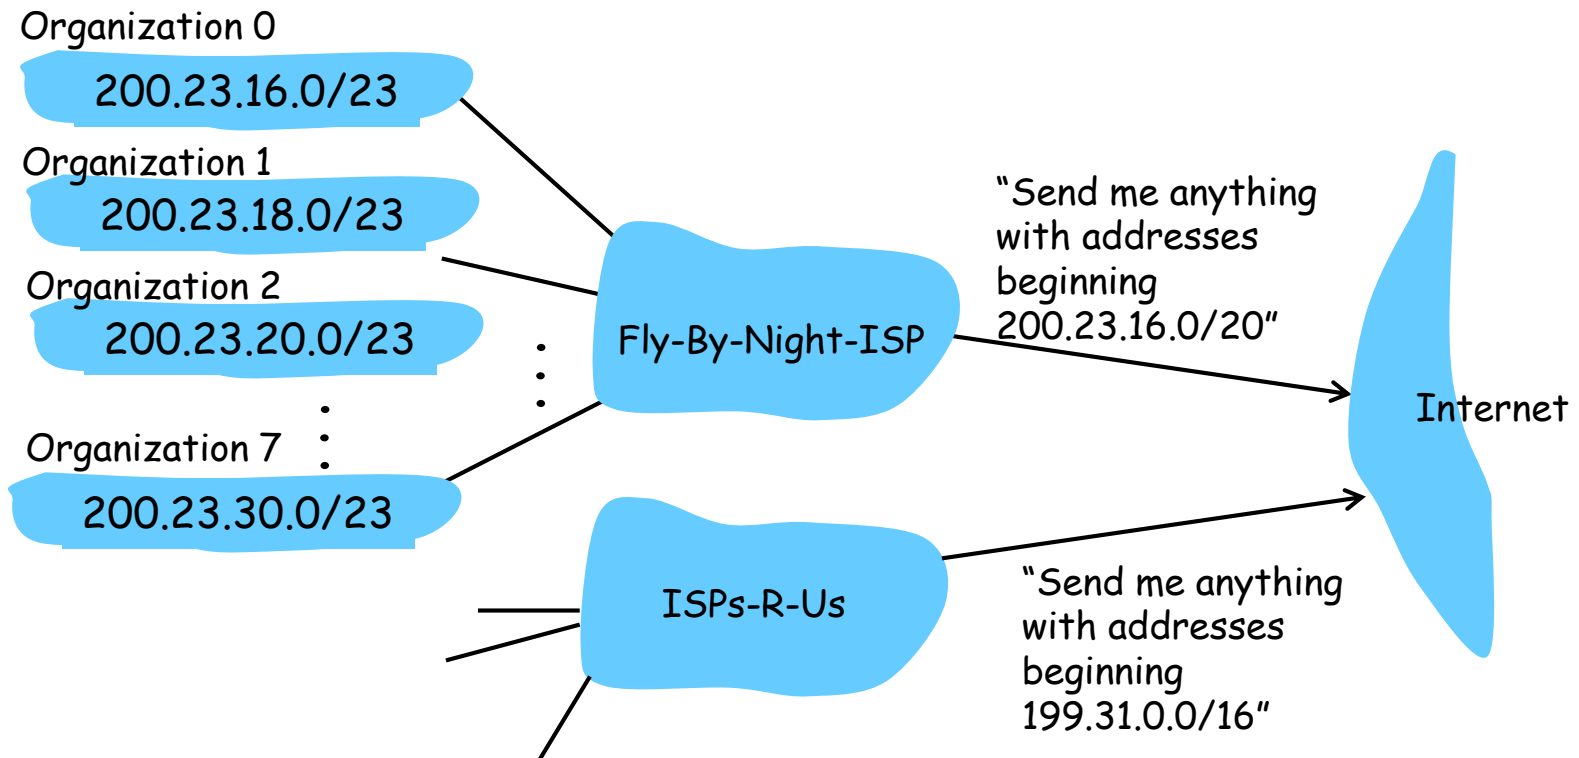 Organization 0
200.23.16.0/23
Organization 1
200.23.18.0/23
Organization 2
200.23.20.0/23
Organization 7
200.23.30.0/23
Fly-By-Night-ISP
“Send me anything
with addresses
beginning
200.23.16.0/20”
Internet
ISPs-R-Us
“Send me anything
with addresses
beginning
199.31.0.0/16”